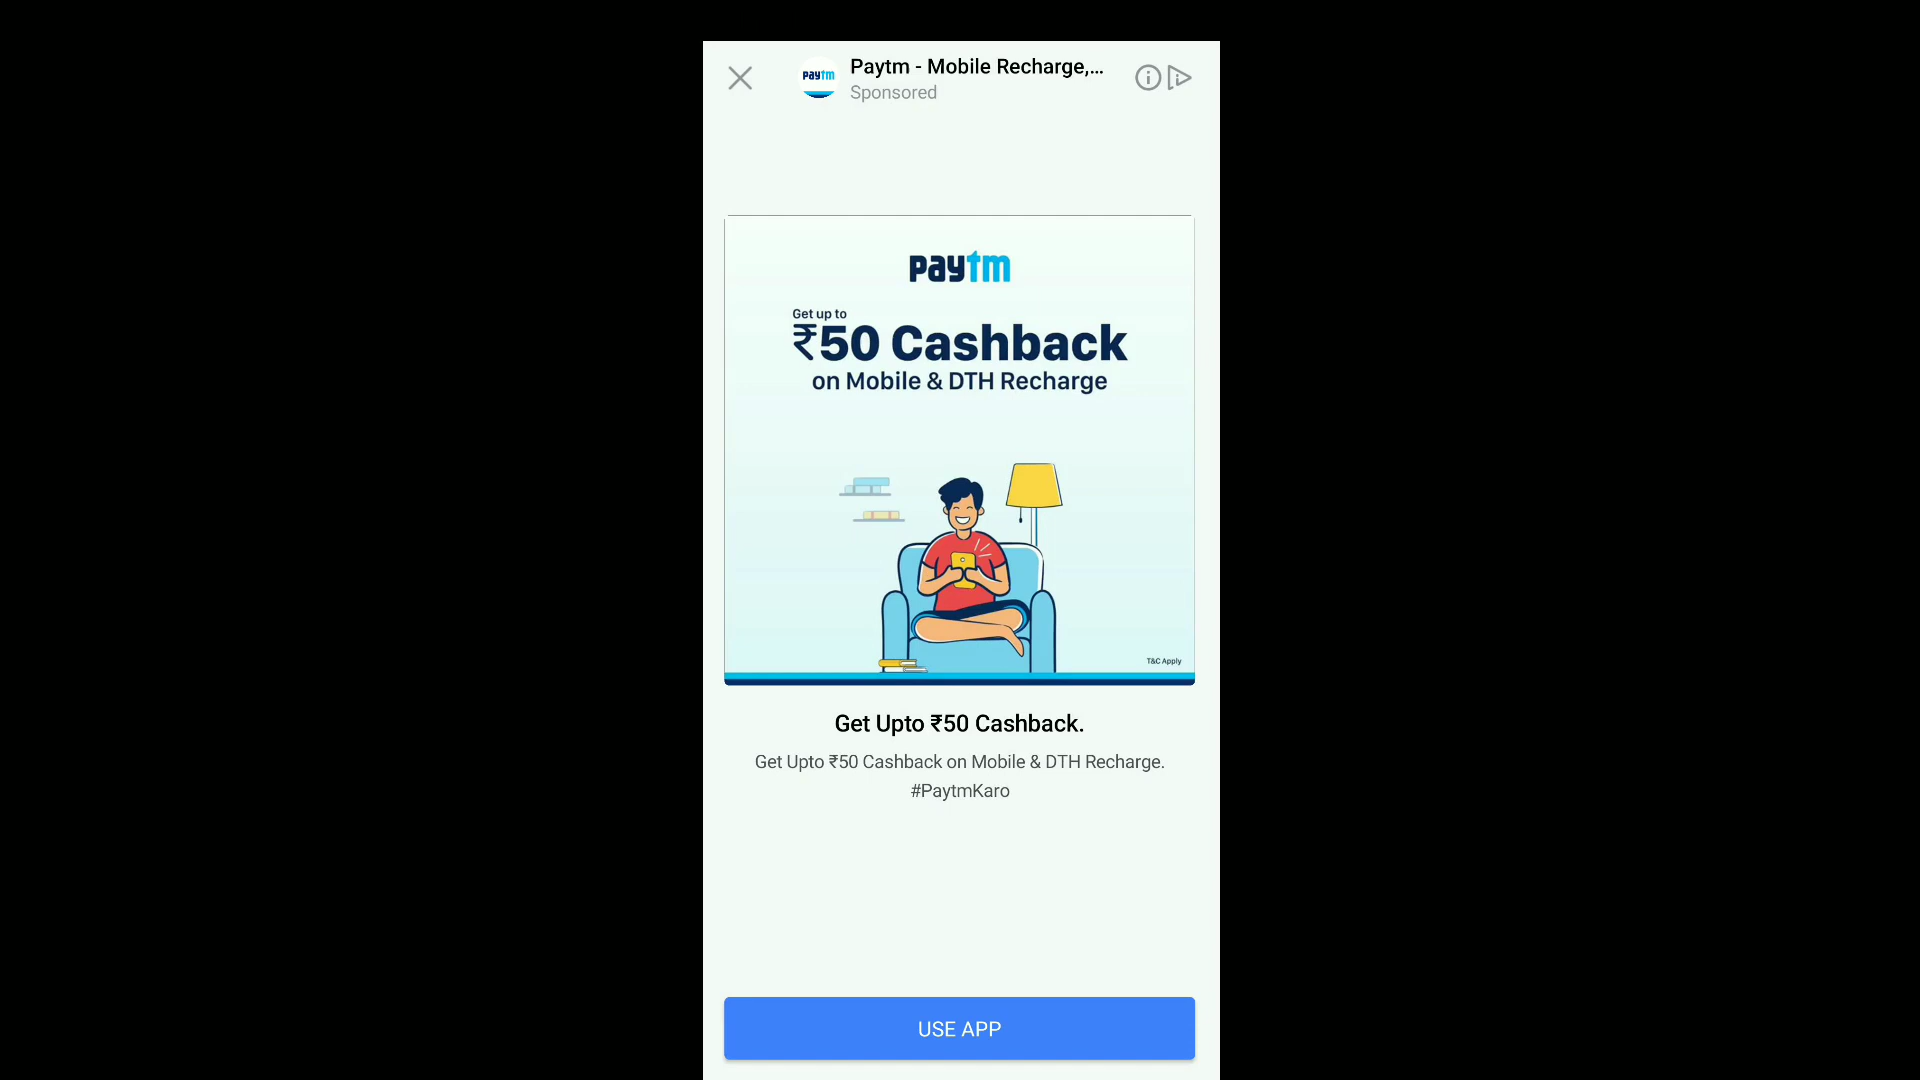 paytm
Paytm - Mobile Recharge,...
Sponsored
paytm
Get up to
₹50 Cashback
on Mobile & DTH Recharge
T&C Apply
Get Upto ₹50 Cashback.
Get Upto ₹50 Cashback on Mobile & DTH Recharge.
#PaytmKaro
USE APP